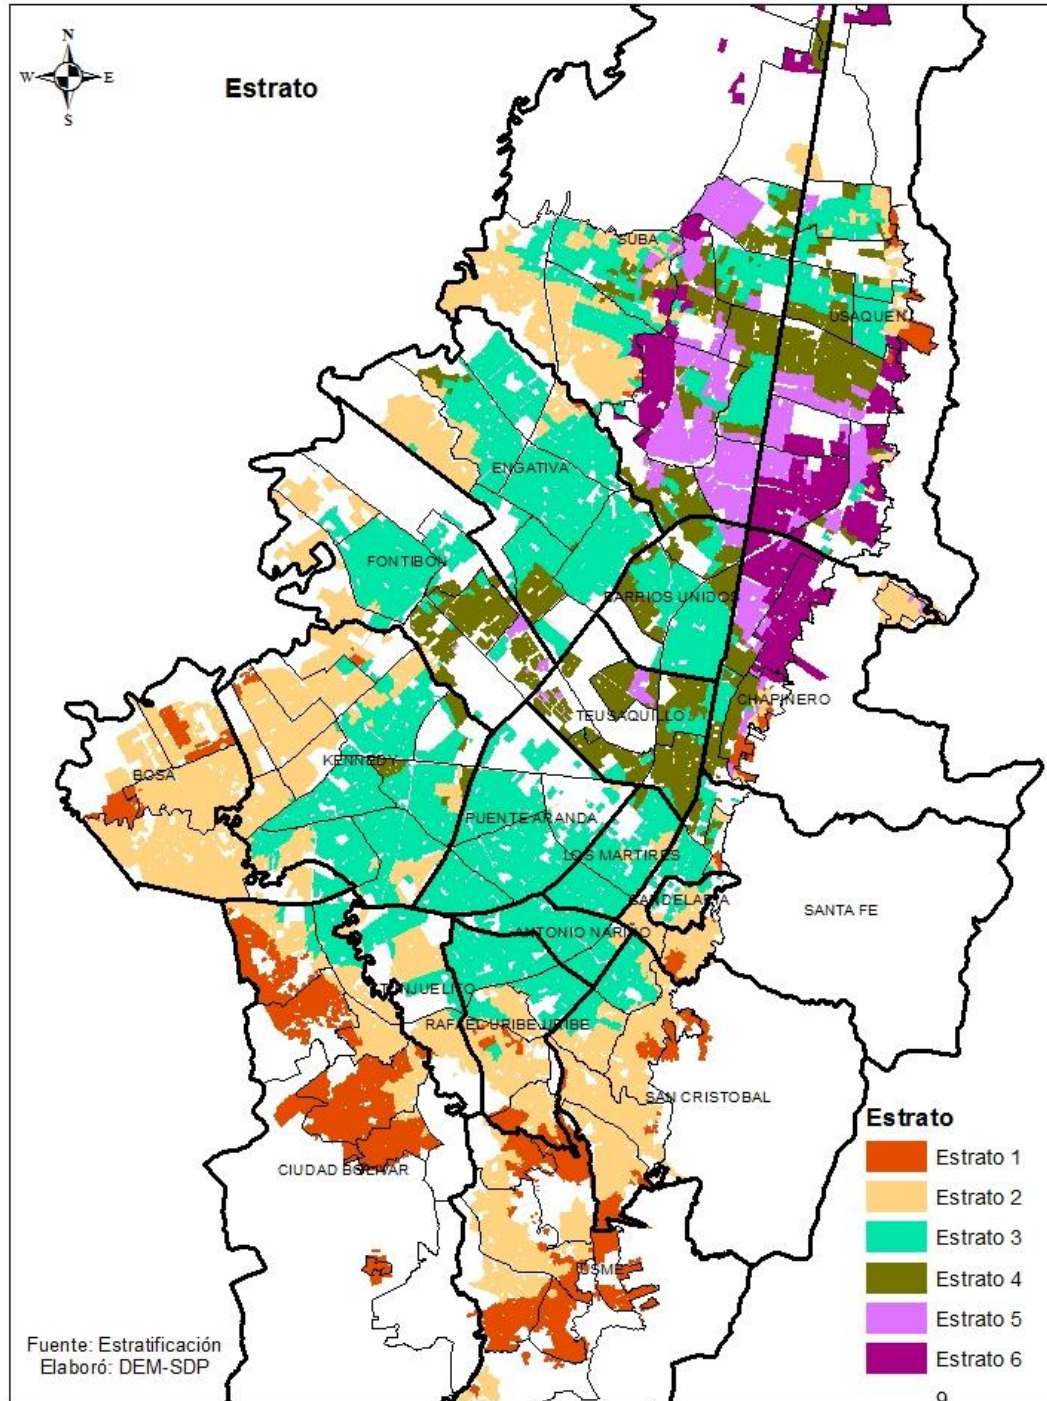 N
W E
S
Estrato
SUBA
USAQUEN
ENGATIVA
FONTIBON
BARRIOS UNIDOS
CHAPINERO
TEUSAQUILLO
KENNEDY
BOSA
PUENTE ARANDA
LOS MARTIRES
CANDELARIA
SANTA FE
ANTONIO NARIÑO
TUNJUELITO
RAFAEL URIBE URIBE
SAN CRISTOBAL
CIUDAD BOLIVAR
USME
Estrato
Estrato 1
Estrato 2
Estrato 3
Estrato 4
Estrato 5
Estrato 6
9
Fuente: Estratificación
Elaboró: DEM-SDP